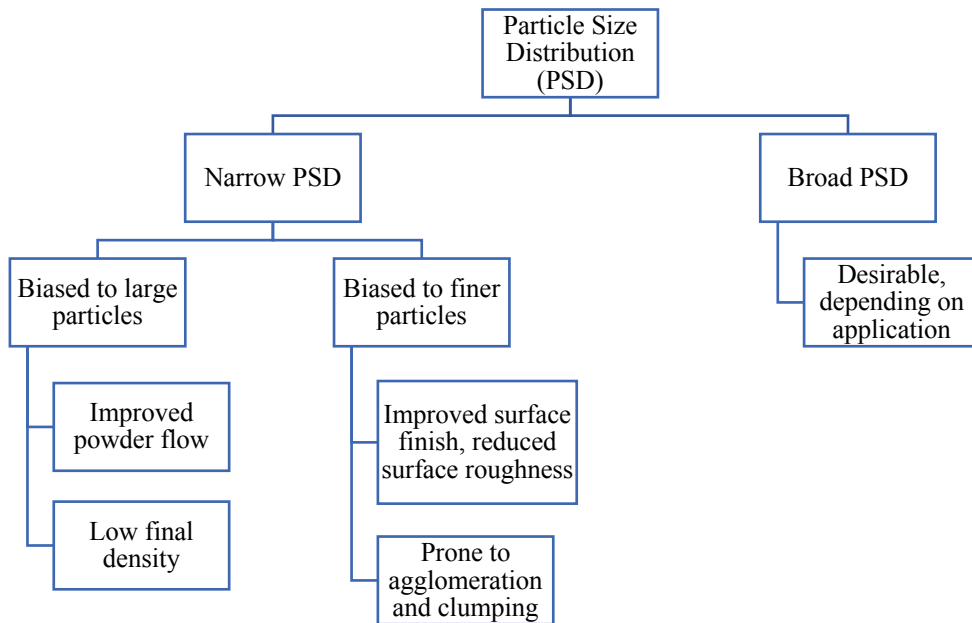 Particle Size
Distribution
(PSD)
Narrow PSD
Broad PSD
Biased to large
particles
Biased to finer
particles
Desirable,
depending on
application
Improved
powder flow
Improved surface
finish, reduced
surface roughness
Low final
density
Prone to
agglomeration
and clumping